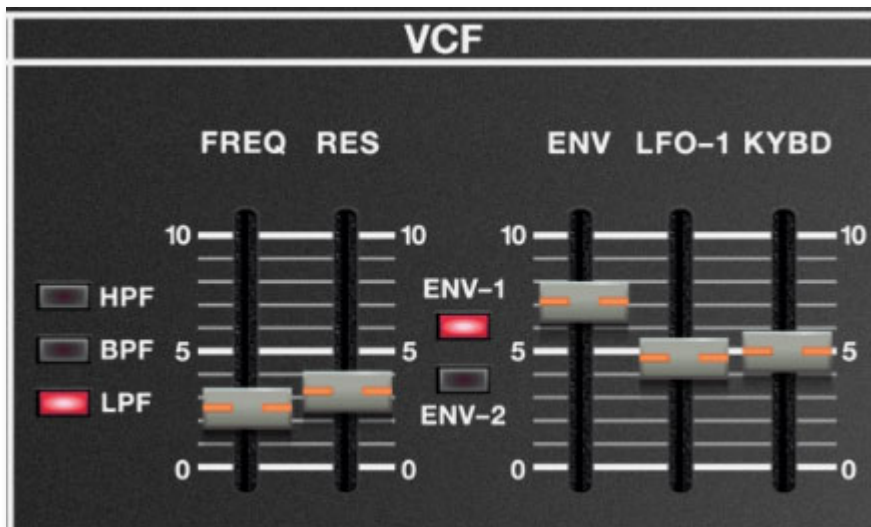 VCF
FREQ RES ENV LFO-1 KYBD
10 10 10 10
HPF ENV-1
BPF 5 5 5 5
LPF ENV-2
0 0 0 0